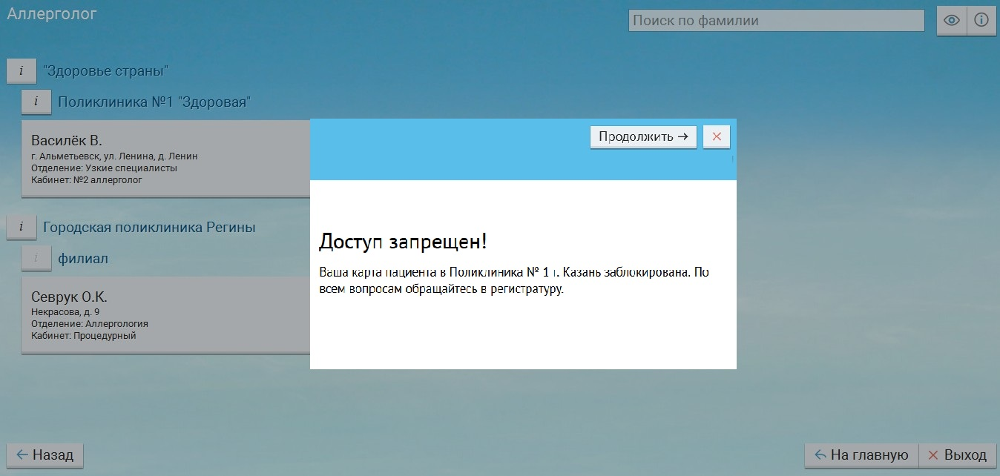 Аллерголог
Поиск по фамилии
i "Здоровье страны"
i Поликлиника №1 "Здоровая"
Василёк В.
г. Альметьевск, ул. Ленина, д. Ленин
Отделение: Узкие специалисты
Кабинет: №2 аллерголог
i Городская поликлиника Регины
i филиал
Севрук О.К.
Некрасова, д. 9
Отделение: Аллергология
Кабинет: Процедурный
Продолжить →
Доступ запрещен!
Ваша карта пациента в Поликлиника № 1 г. Казань заблокирована. По
всем вопросам обращайтесь в регистратуру.
← Назад
На главную
Выход